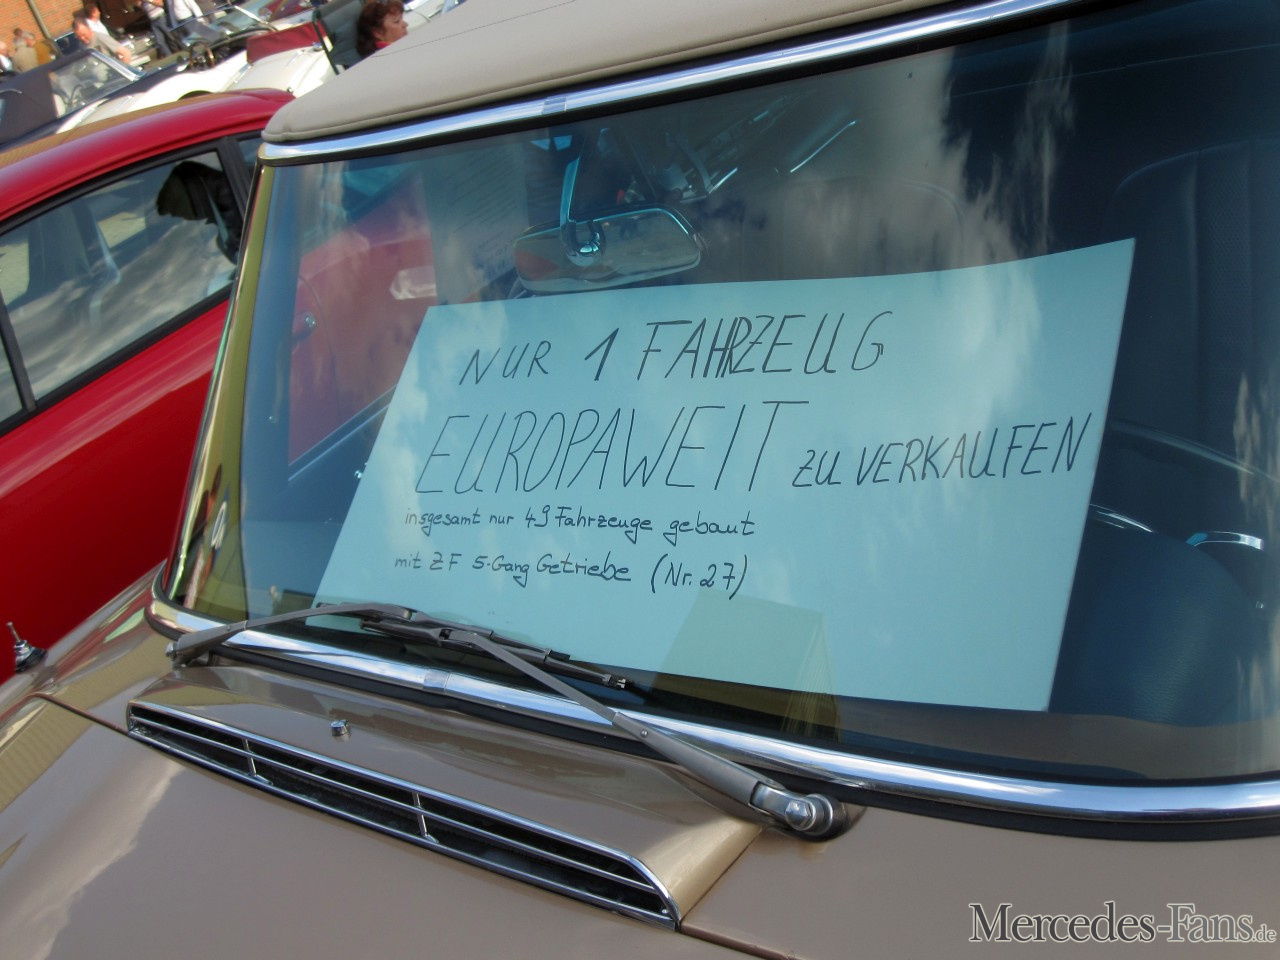 NUR 1 FAHRZEUG
EUROPAWEIT ZU VERKAUFEN
insgesamt nur 49 Fahrzeuge gebaut
mit ZF 5-Gang Getriebe (Nr. 27)
Mercedes-Fans.de